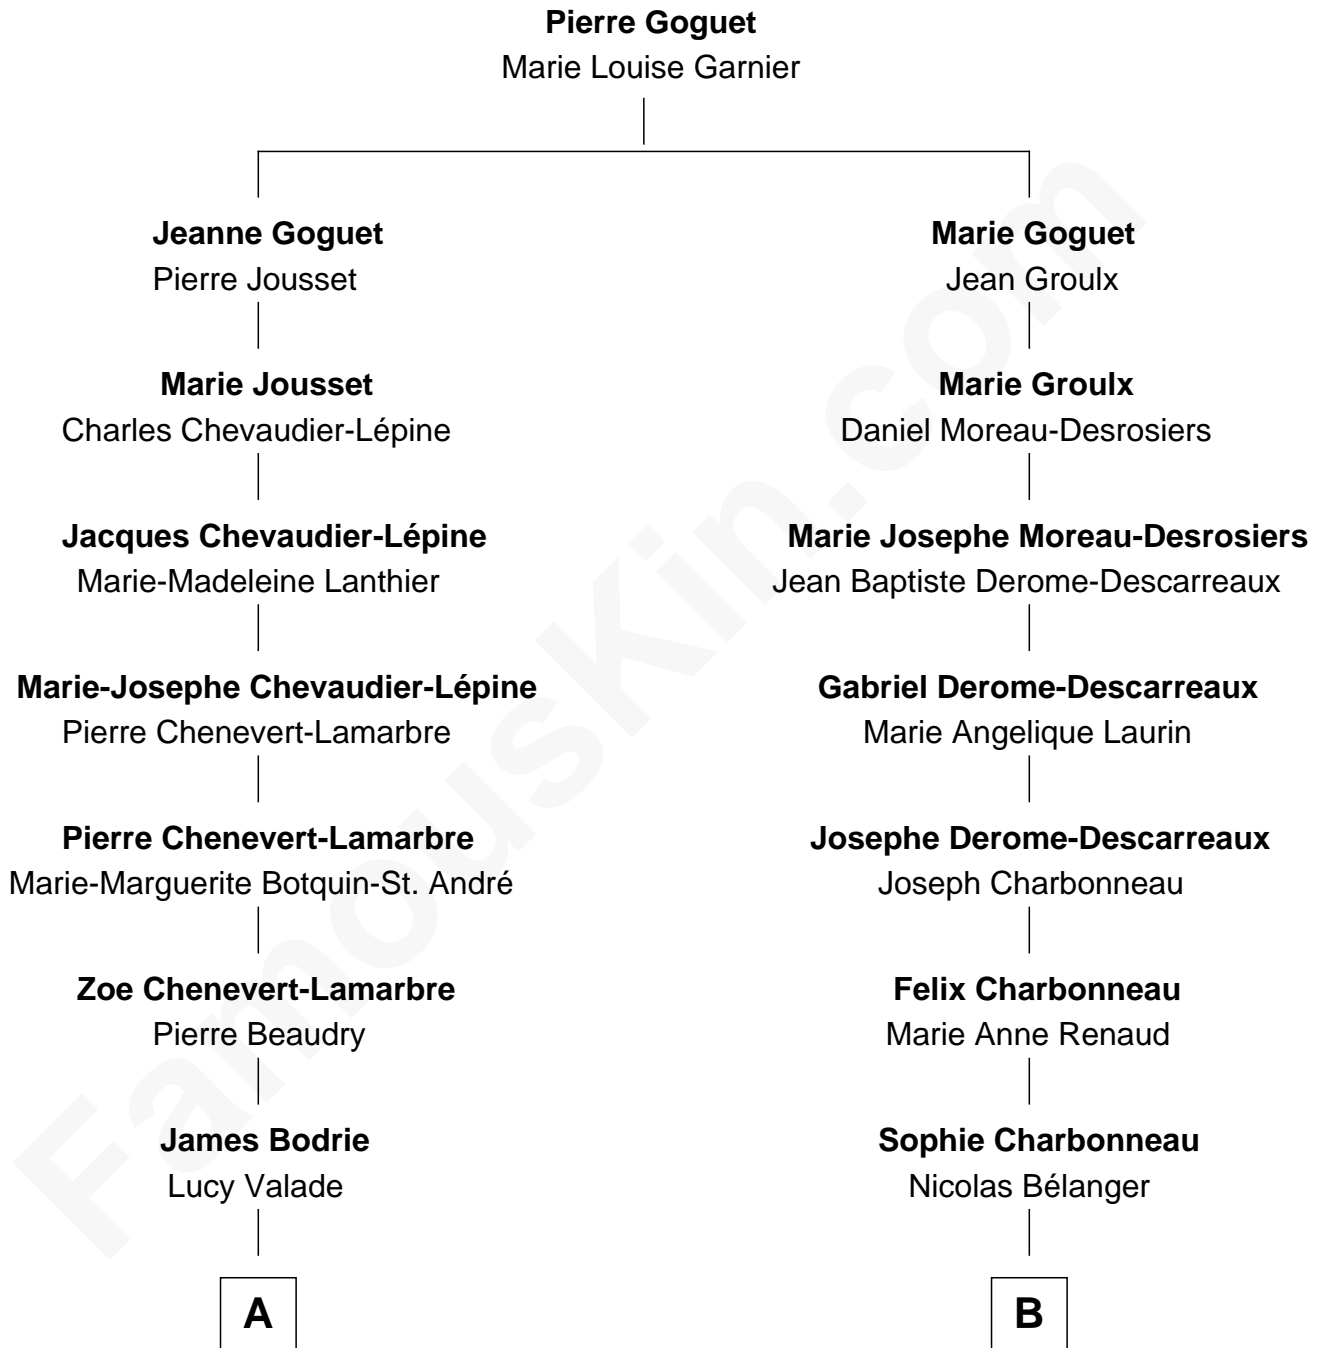 Pierre Goguet
Marie Louise Garnier
Jeanne Goguet
Pierre Jousset
Marie Goguet
Jean Groulx
Marie Jousset
Charles Chevaudier-Lépine
Marie Groulx
Daniel Moreau-Desrosiers
Jacques Chevaudier-Lépine
Marie-Madeleine Lanthier
Marie Josephe Moreau-Desrosiers
Jean Baptiste Derome-Descarreaux
Marie-Josephe Chevaudier-Lépine
Pierre Chenevert-Lamarbre
Gabriel Derome-Descarreaux
Marie Angelique Laurin
Pierre Chenevert-Lamarbre
Marie-Marguerite Botquin-St. André
Josephe Derome-Descarreaux
Joseph Charbonneau
Zoe Chenevert-Lamarbre
Pierre Beaudry
Felix Charbonneau
Marie Anne Renaud
James Bodrie
Lucy Valade
Sophie Charbonneau
Nicolas Bélanger
A
B
FamousKin.com